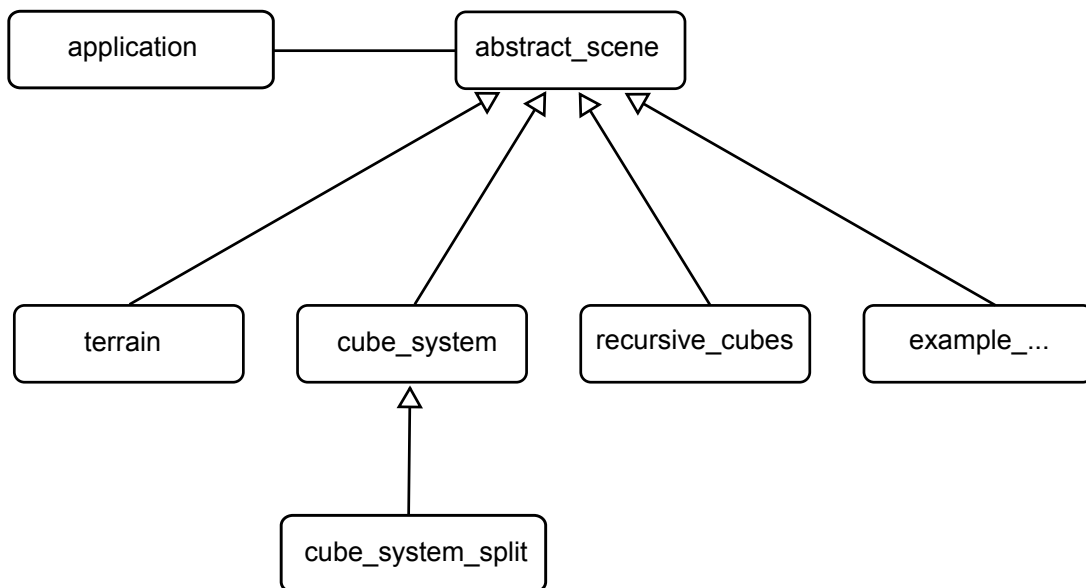 application
abstract_scene
terrain
cube_system
recursive_cubes
example_...
cube_system_split